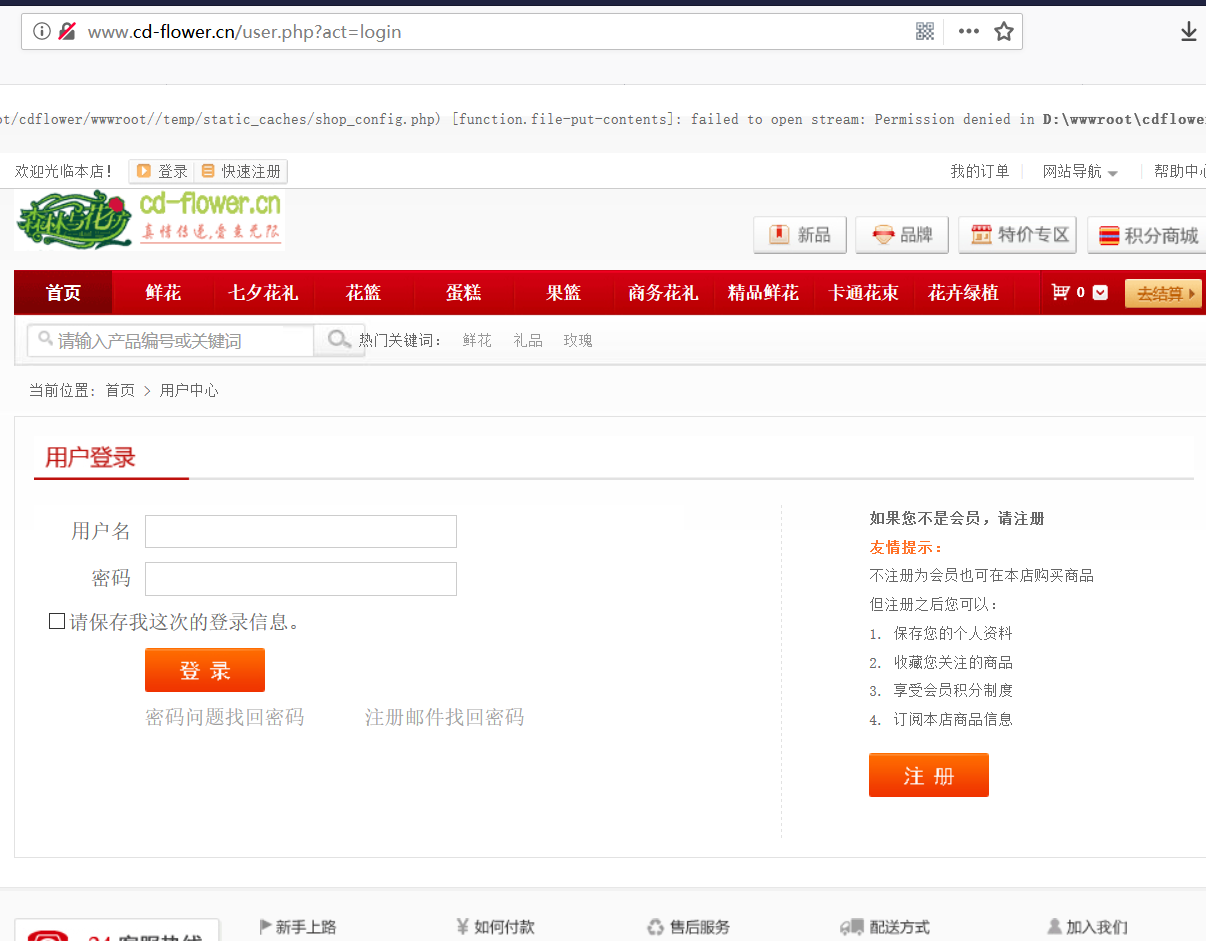 www.cd-flower.cn/user.php?act=login
ot/cdflower/wwwroot//temp/static_caches/shop_config.php) [function.file-put-contents]: failed to open stream: Permission denied in D:\wwwroot\cdflower
欢迎光临本店! 登录 快速注册 我的订单 网站导航 帮助中心
cd-flower.cn
新品 品牌 特价专区 积分商城
首页 鲜花 七夕花礼 花篮 蛋糕 果篮 商务花礼 精品鲜花 卡通花束 花卉绿植 0 去结算
请输入产品编号或关键词 热门关键词: 鲜花 礼品 玫瑰
当前位置: 首页 > 用户中心
用户登录
用户名
密码
请保存我这次的登录信息。
登 录
密码问题找回密码 注册邮件找回密码
如果您不是会员，请注册
友情提示：
不注册为会员也可在本店购买商品
但注册之后您可以：
1. 保存您的个人资料
2. 收藏您关注的商品
3. 享受会员积分制度
4. 订阅本店商品信息
注 册
新手上路 ¥ 如何付款 售后服务 配送方式 加入我们
24 客服热线